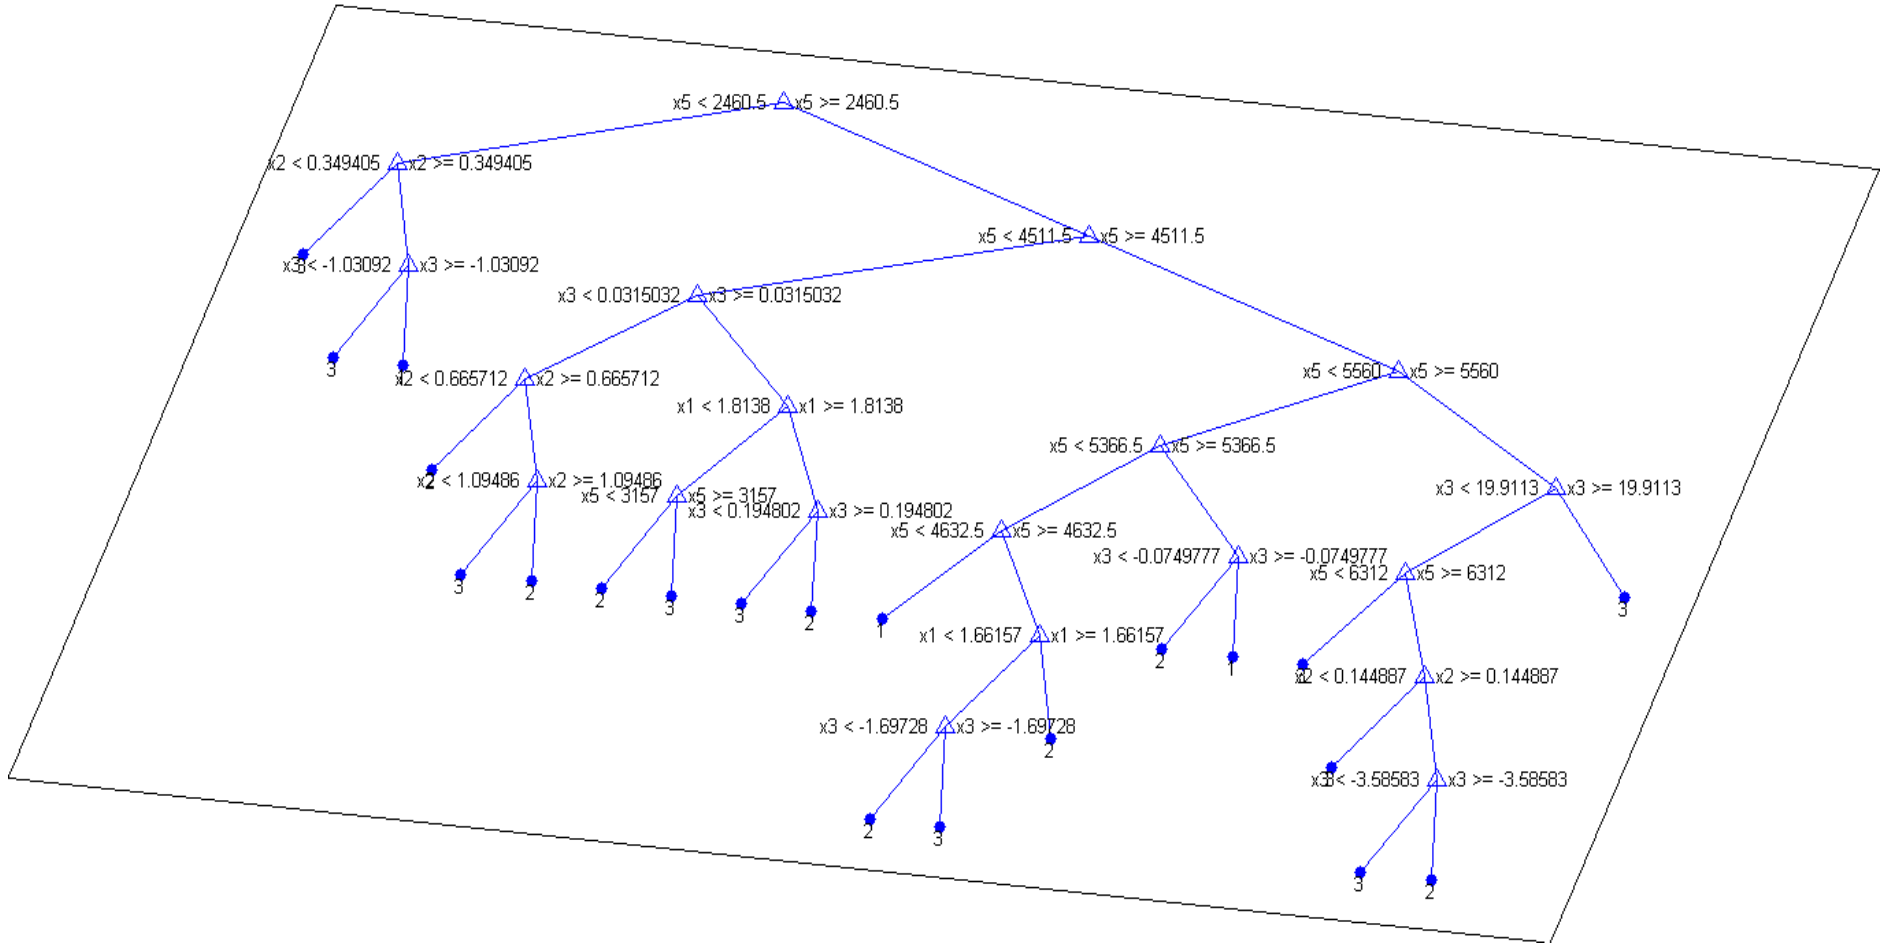 x5 < 2460.5 x5 >= 2460.5
x2 < 0.349405 x2 >= 0.349405
x5 < 4511.5 x5 >= 4511.5
3
x3 < -1.03092 x3 >= -1.03092
x3 < 0.0315032 x3 >= 0.0315032
3
1
x5 < 5560 x5 >= 5560
x2 < 0.665712 x2 >= 0.665712
x1 < 1.8138 x1 >= 1.8138
x5 < 5366.5 x5 >= 5366.5
2
x2 < 1.09486 x2 >= 1.09486
x3 < 19.9113 x3 >= 19.9113
x5 < 3157 x5 >= 3157
x3 < 0.194802 x3 >= 0.194802
x5 < 4632.5 x5 >= 4632.5
x3 < -0.0749777 x3 >= -0.0749777
x5 < 6312 x5 >= 6312
3
2
2
3
3
2
3
1
x1 < 1.66157 x1 >= 1.66157
2
1
x2 < 0.144887 x2 >= 0.144887
x3 < -1.69728 x3 >= -1.69728
2
x3 < -3.58583 x3 >= -3.58583
2
3
3
2